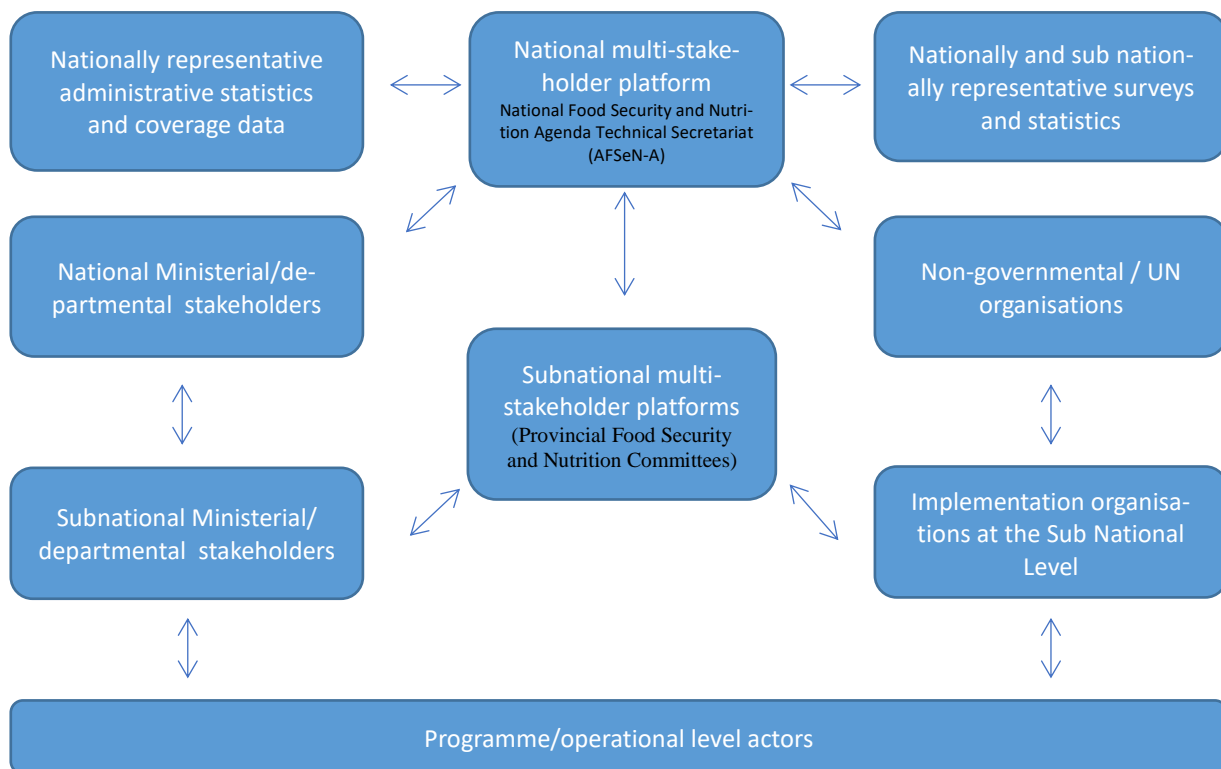 Nationally representative
administrative statistics
and coverage data
National multi-stake-
holder platform
National Food Security and Nutri-
tion Agenda Technical Secretariat
(AFSeN-A)
Nationally and sub nation-
ally representative surveys
and statistics
National Ministerial/de-
partmental stakeholders
Non-governmental / UN
organisations
Subnational multi-
stakeholder platforms
(Provincial Food Security
and Nutrition Committees)
Subnational Ministerial/
departmental stakeholders
Implementation organisa-
tions at the Sub National
Level
Programme/operational level actors